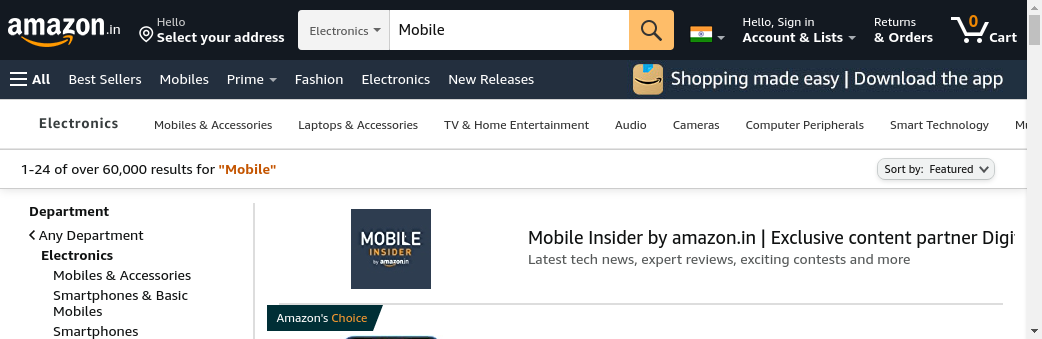 amazon.in
Hello
Select your address
Electronics
Mobile
Hello, Sign in
Account & Lists
Returns
& Orders
0
Cart
All
Best Sellers
Mobiles
Prime
Fashion
Electronics
New Releases
Shopping made easy | Download the app
Electronics
Mobiles & Accessories
Laptops & Accessories
TV & Home Entertainment
Audio
Cameras
Computer Peripherals
Smart Technology
1-24 of over 60,000 results for "Mobile"
Sort by: Featured
Department
Any Department
Electronics
Mobiles & Accessories
Smartphones & Basic
Mobiles
Smartphones
MOBILE
INSIDER
by amazon.in
Mobile Insider by amazon.in | Exclusive content partner Digi
Latest tech news, expert reviews, exciting contests and more
Amazon's Choice